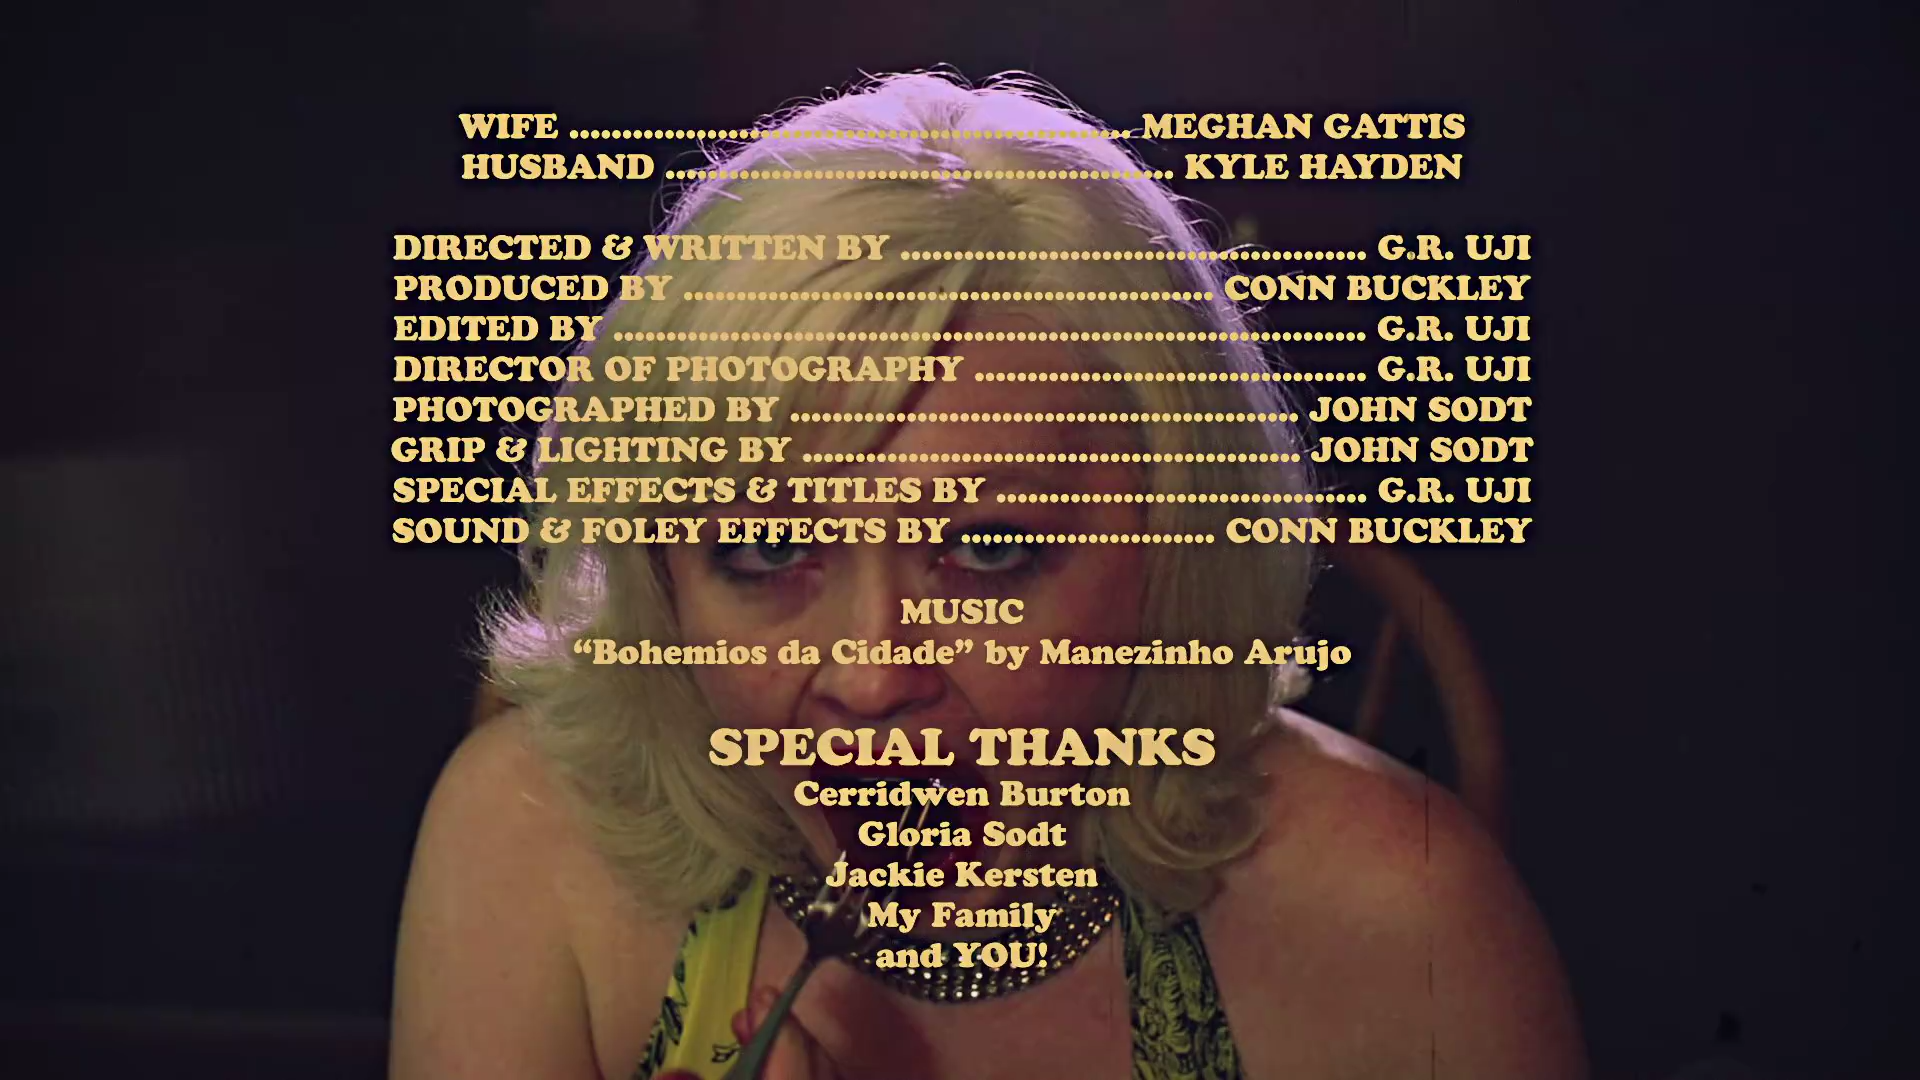 WIFE ..................................................... MEGHAN GATTIS
HUSBAND ................................................ KYLE HAYDEN
DIRECTED & WRITTEN BY ............................................ G.R. UJI
PRODUCED BY .................................................. CONN BUCKLEY
EDITED BY ....................................................................... G.R. UJI
DIRECTOR OF PHOTOGRAPHY ..................................... G.R. UJI
PHOTOGRAPHED BY ................................................ JOHN SODT
GRIP & LIGHTING BY ............................................... JOHN SODT
SPECIAL EFFECTS & TITLES BY ................................... G.R. UJI
SOUND & FOLEY EFFECTS BY ........................ CONN BUCKLEY
MUSIC
“Bohemios da Cidade” by Manezinho Arujo
SPECIAL THANKS
Cerridwen Burton
Gloria Sodt
Jackie Kersten
My Family
and YOU!